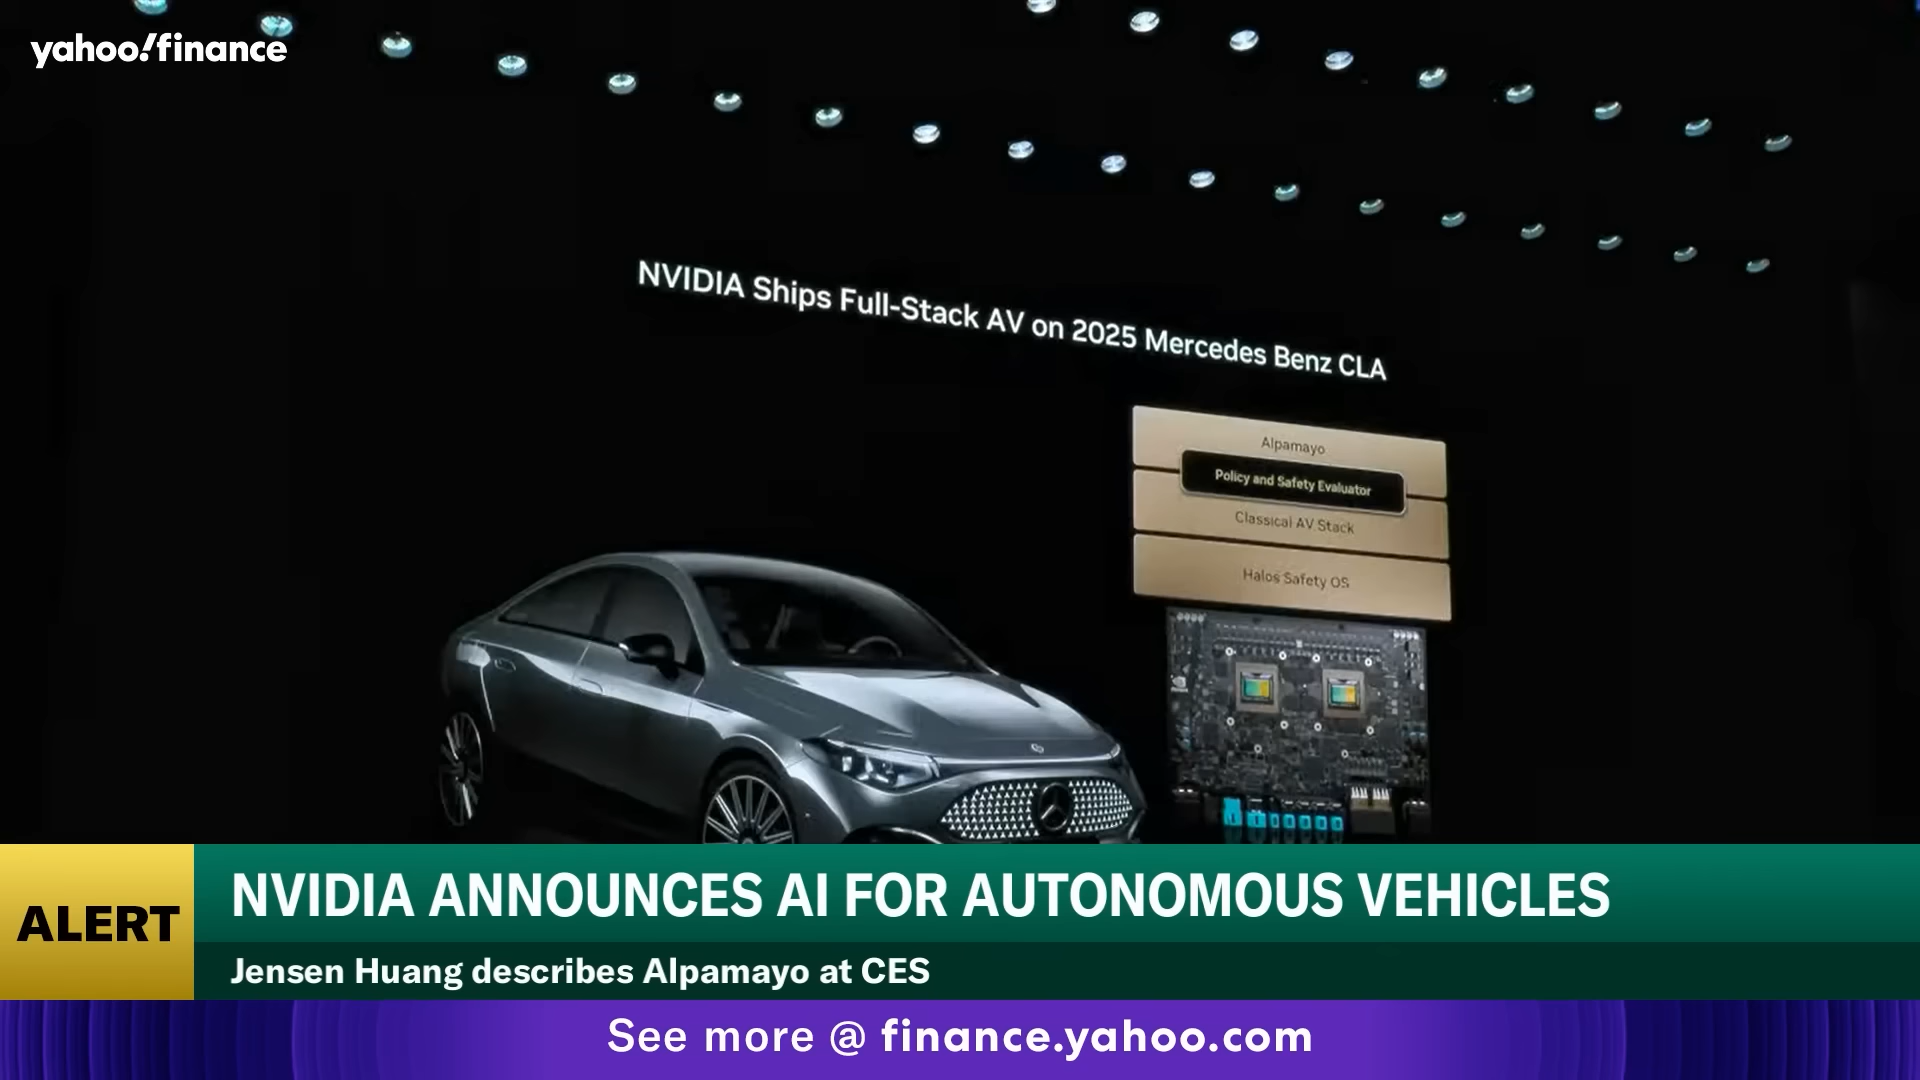 yahoo!finance
NVIDIA Ships Full-Stack AV on 2025 Mercedes Benz CLA
Alpamayo
Policy and Safety Evaluator
Classical AV Stack
Halos Safety OS
ALERT
NVIDIA ANNOUNCES AI FOR AUTONOMOUS VEHICLES
Jensen Huang describes Alpamayo at CES
See more @ finance.yahoo.com